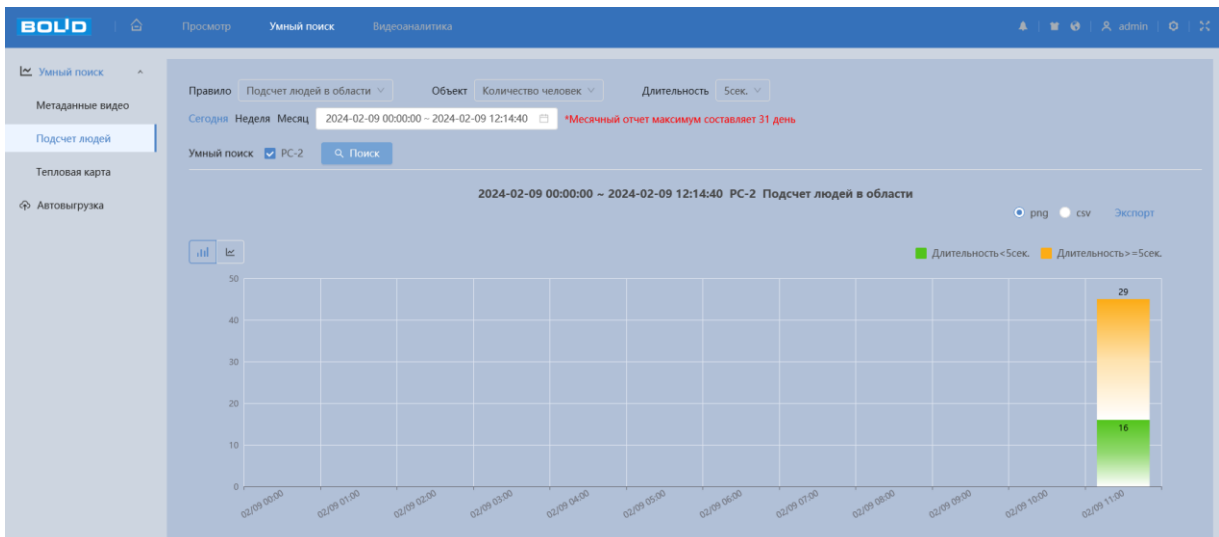 BOLID Просмотр Умный поиск Видеоаналитика admin
Умный поиск
Метаданные видео
Подсчет людей
Тепловая карта
Автовыгрузка
Правило Подсчет людей в области Объект Количество человек Длительность 5сек.
Сегодня Неделя Месяц 2024-02-09 00:00:00 ~ 2024-02-09 12:14:40 *Месячный отчет максимум составляет 31 день
Умный поиск PC-2 Поиск
2024-02-09 00:00:00 ~ 2024-02-09 12:14:40 PC-2 Подсчет людей в области
png csv Экспорт
Длительность<5сек. Длительность>=5сек.
50
40
30
20
10
0
29
16
02/09 00:00 02/09 01:00 02/09 02:00 02/09 03:00 02/09 04:00 02/09 05:00 02/09 06:00 02/09 07:00 02/09 08:00 02/09 09:00 02/09 10:00 02/09 11:00